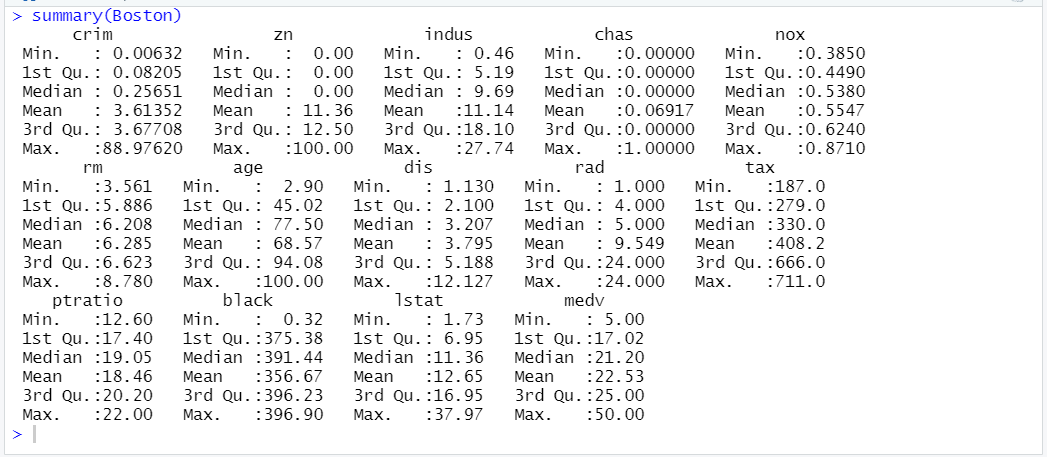 > summary(Boston)
crim zn indus chas nox
Min. : 0.00632 Min. : 0.00 Min. : 0.46 Min. :0.00000 Min. :0.3850
1st Qu.: 0.08205 1st Qu.: 0.00 1st Qu.: 5.19 1st Qu.:0.00000 1st Qu.:0.4490
Median : 0.25651 Median : 0.00 Median : 9.69 Median :0.00000 Median :0.5380
Mean : 3.61352 Mean : 11.36 Mean :11.14 Mean :0.06917 Mean :0.5547
3rd Qu.: 3.67708 3rd Qu.: 12.50 3rd Qu.:18.10 3rd Qu.:0.00000 3rd Qu.:0.6240
Max. :88.97620 Max. :100.00 Max. :27.74 Max. :1.00000 Max. :0.8710
rm age dis rad tax
Min. :3.561 Min. : 2.90 Min. : 1.130 Min. : 1.000 Min. :187.0
1st Qu.:5.886 1st Qu.: 45.02 1st Qu.: 2.100 1st Qu.: 4.000 1st Qu.:279.0
Median :6.208 Median : 77.50 Median : 3.207 Median : 5.000 Median :330.0
Mean :6.285 Mean : 68.57 Mean : 3.795 Mean : 9.549 Mean :408.2
3rd Qu.:6.623 3rd Qu.: 94.08 3rd Qu.: 5.188 3rd Qu.:24.000 3rd Qu.:666.0
Max. :8.780 Max. :100.00 Max. :12.127 Max. :24.000 Max. :711.0
ptratio black lstat medv
Min. :12.60 Min. : 0.32 Min. : 1.73 Min. : 5.00
1st Qu.:17.40 1st Qu.:375.38 1st Qu.: 6.95 1st Qu.:17.02
Median :19.05 Median :391.44 Median :11.36 Median :21.20
Mean :18.46 Mean :356.67 Mean :12.65 Mean :22.53
3rd Qu.:20.20 3rd Qu.:396.23 3rd Qu.:16.95 3rd Qu.:25.00
Max. :22.00 Max. :396.90 Max. :37.97 Max. :50.00
>